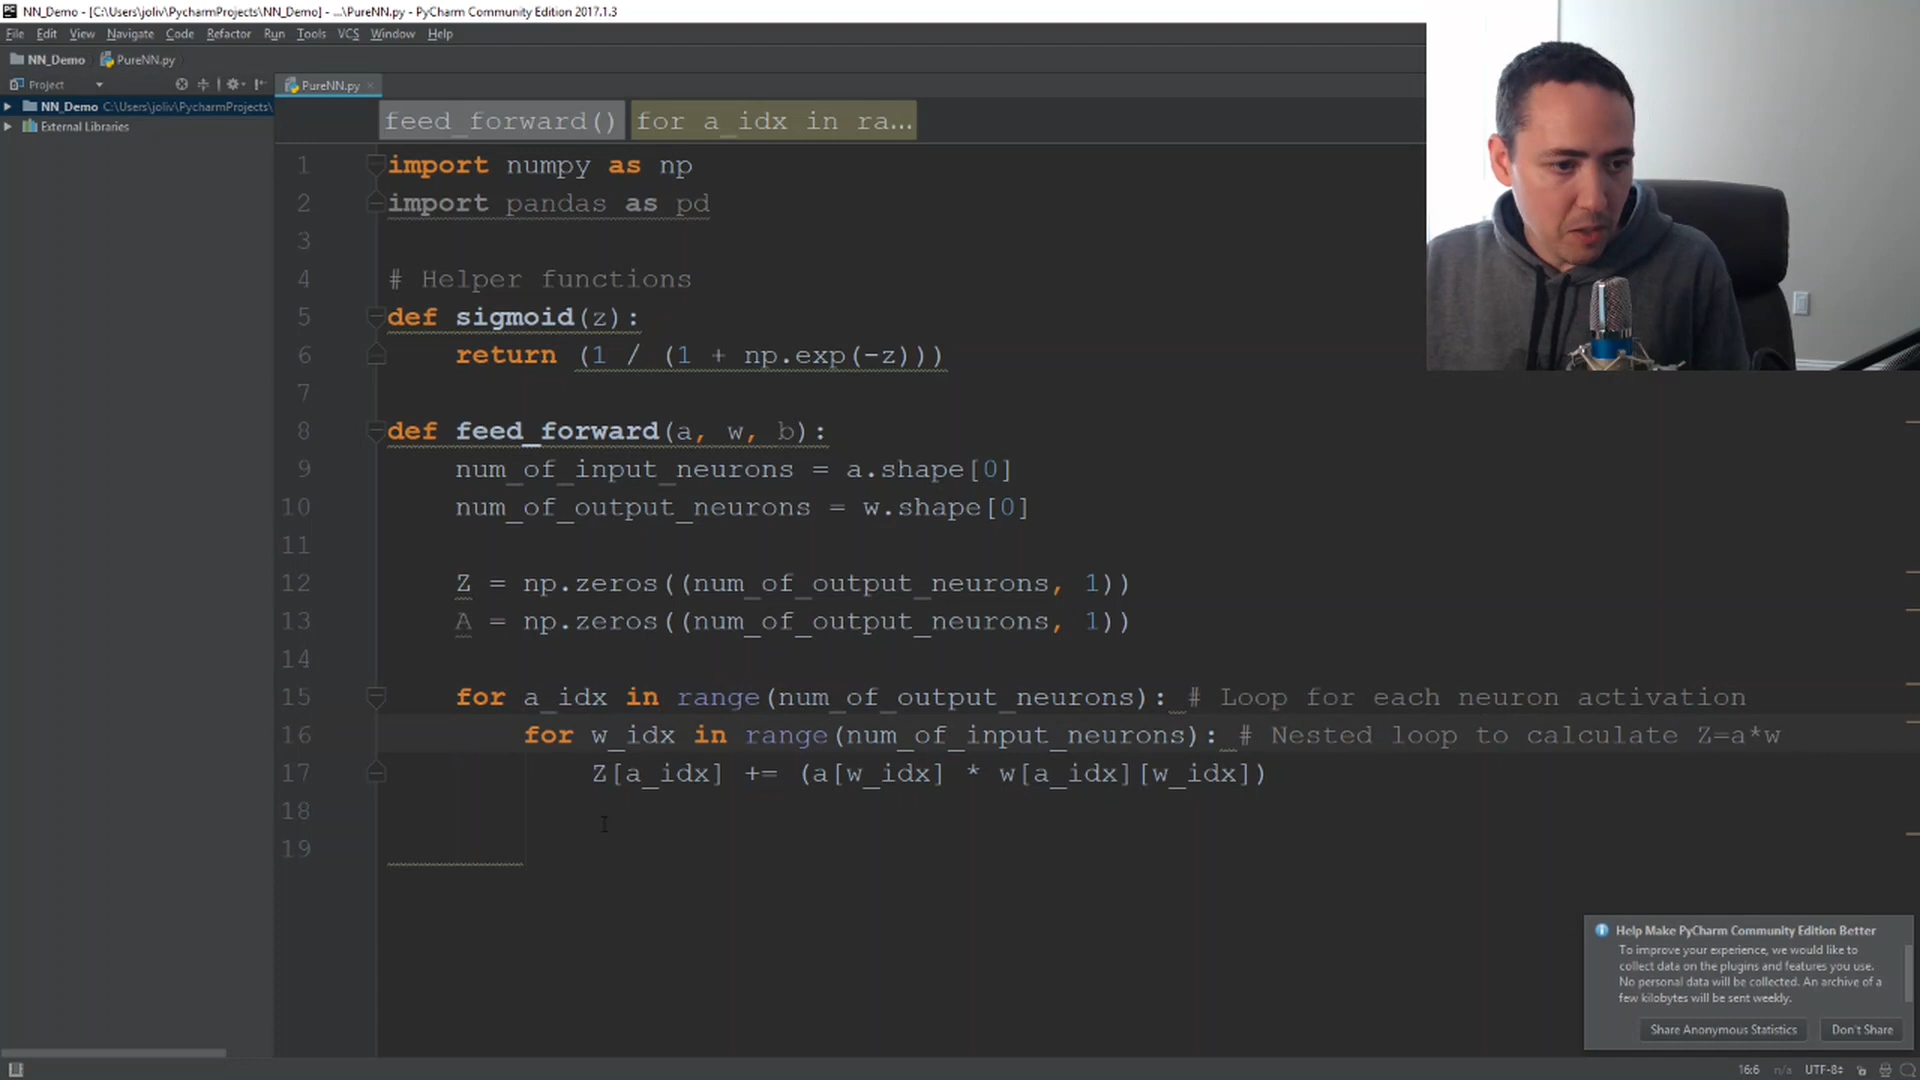 NN_Demo - [C:\Users\joliv\PycharmProjects\NN_Demo] - ...\PureNN.py - PyCharm Community Edition 2017.1.3
File Edit View Navigate Code Refactor Run Tools VCS Window Help
NN_Demo PureNN.py
Project
PureNN.py ×
NN_Demo C:\Users\joliv\PycharmProjects\
External Libraries
feed_forward() for a_idx in ra...
1 import numpy as np
2 import pandas as pd
3
4 # Helper functions
5 def sigmoid(z):
6 return (1 / (1 + np.exp(-z)))
7
8 def feed_forward(a, w, b):
9 num_of_input_neurons = a.shape[0]
10 num_of_output_neurons = w.shape[0]
11
12 Z = np.zeros((num_of_output_neurons, 1))
13 A = np.zeros((num_of_output_neurons, 1))
14
15 for a_idx in range(num_of_output_neurons): # Loop for each neuron activation
16 for w_idx in range(num_of_input_neurons): # Nested loop to calculate Z=a*w
17 Z[a_idx] += (a[w_idx] * w[a_idx][w_idx])
18
19
Help Make PyCharm Community Edition Better
To improve your experience, we would like to
collect data on the plugins and features you use.
No personal data will be collected. An archive of a
few kilobytes will be sent weekly.
Share Anonymous Statistics Don't Share
16:6 n/a UTF-8